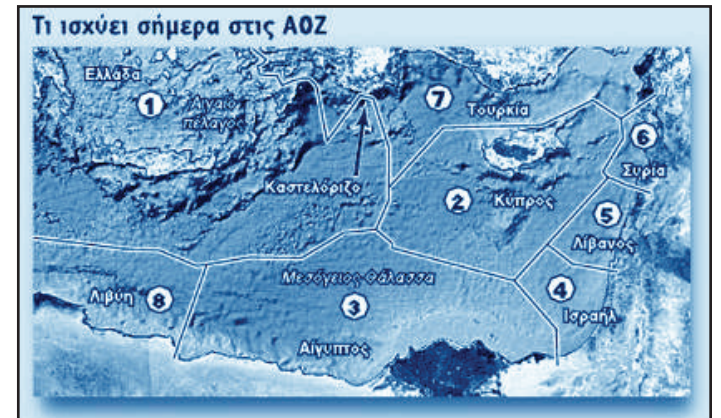 Τι ισχύει σήμερα στις ΑΟΖ
Ελλάδα
1
Αιγαίο
πέλαγος
7
Τουρκία
6
Συρία
Καστελόριζο
2
Κύπρος
5
Λίβανος
Μεσόγειος Θάλασσα
Λιβύη 8
3
4
Ισραήλ
Αίγυπτος